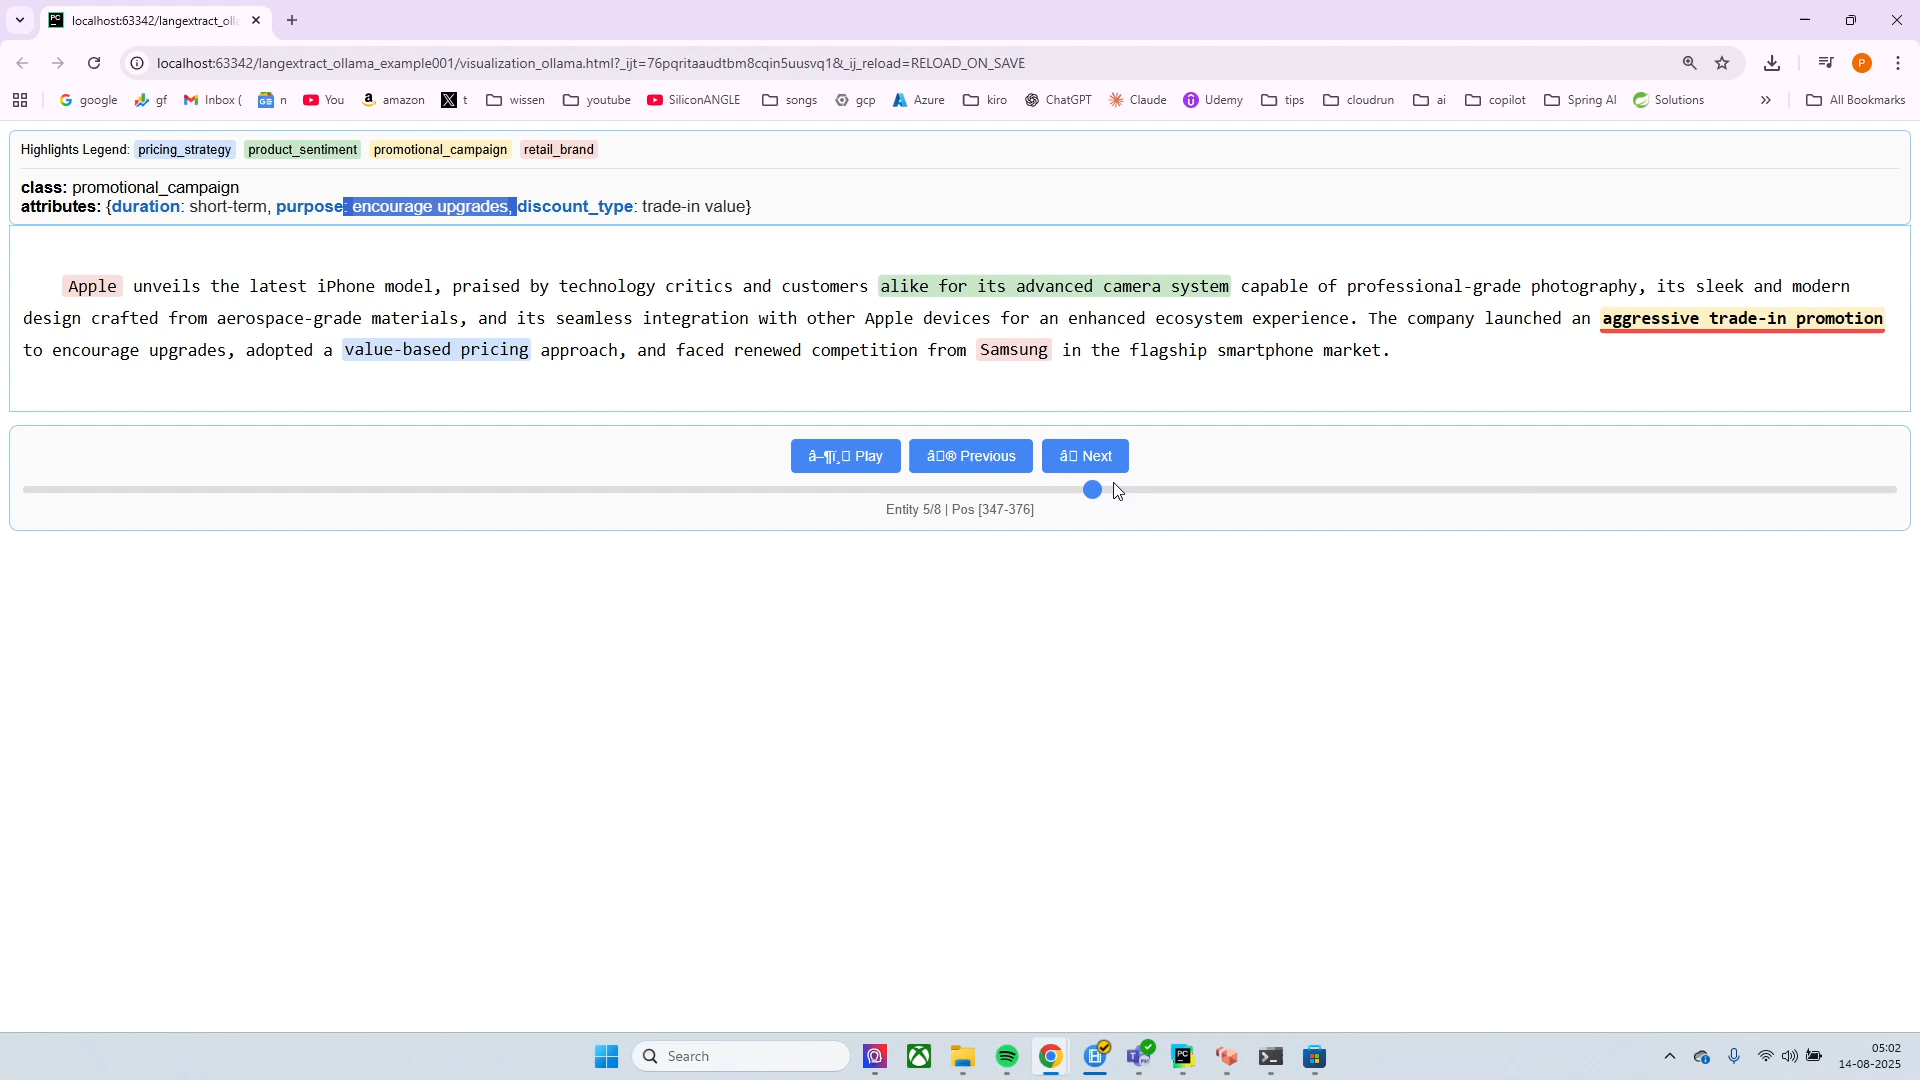 localhost:63342/langextract_oll
localhost:63342/langextract_ollama_example001/visualization_ollama.html?_ijt=76pqritaaudtbm8cqin5uusvq1&_ij_reload=RELOAD_ON_SAVE
P
google gf Inbox ( n You amazon t wissen youtube SiliconANGLE songs gcp Azure kiro ChatGPT Claude Udemy tips cloudrun ai copilot Spring AI Solutions » All Bookmarks
Highlights Legend: pricing_strategy product_sentiment promotional_campaign retail_brand
class: promotional_campaign
attributes: {duration: short-term, purpose: encourage upgrades, discount_type: trade-in value}
Apple unveils the latest iPhone model, praised by technology critics and customers alike for its advanced camera system capable of professional-grade photography, its sleek and modern
design crafted from aerospace-grade materials, and its seamless integration with other Apple devices for an enhanced ecosystem experience. The company launched an aggressive trade-in promotion
to encourage upgrades, adopted a value-based pricing approach, and faced renewed competition from Samsung in the flagship smartphone market.
Play Previous Next
Entity 5/8 | Pos [347-376]
Search
05:02
14-08-2025